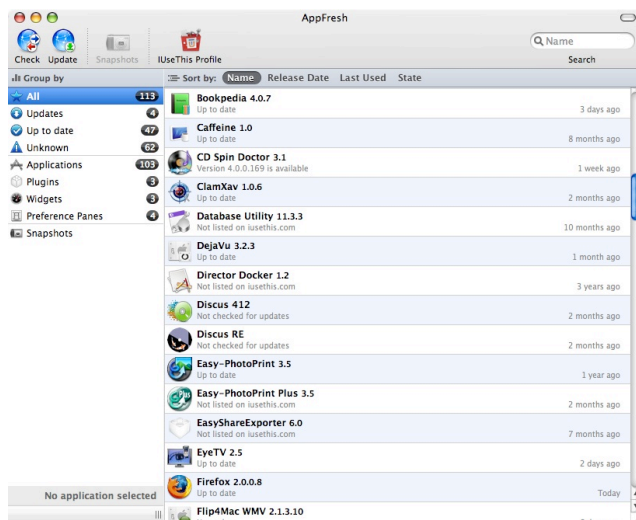 AppFresh
Name
Check Update Snapshots IUseThis Profile Search
Group by
Sort by: Name Release Date Last Used State
All 113
Updates 4
Up to date 47
Unknown 62
Applications 103
Plugins 3
Widgets 3
Preference Panes 4
Snapshots
Bookpedia 4.0.7
Up to date 3 days ago
Caffeine 1.0
Up to date 8 months ago
CD Spin Doctor 3.1
Version 4.0.0.169 is available 1 week ago
ClamXav 1.0.6
Up to date 2 months ago
Database Utility 11.3.3
Not listed on iusethis.com 10 months ago
DejaVu 3.2.3
Up to date 1 month ago
Director Docker 1.2
Not listed on iusethis.com 3 years ago
Discus 412
Not checked for updates 2 months ago
Discus RE
Not checked for updates 2 months ago
Easy-PhotoPrint 3.5
Up to date 1 year ago
Easy-PhotoPrint Plus 3.5
Not listed on iusethis.com 2 months ago
EasyShareExporter 6.0
Not listed on iusethis.com 7 months ago
EyeTV 2.5
Up to date 2 days ago
Firefox 2.0.0.8
Up to date Today
Flip4Mac WMV 2.1.3.10
No application selected